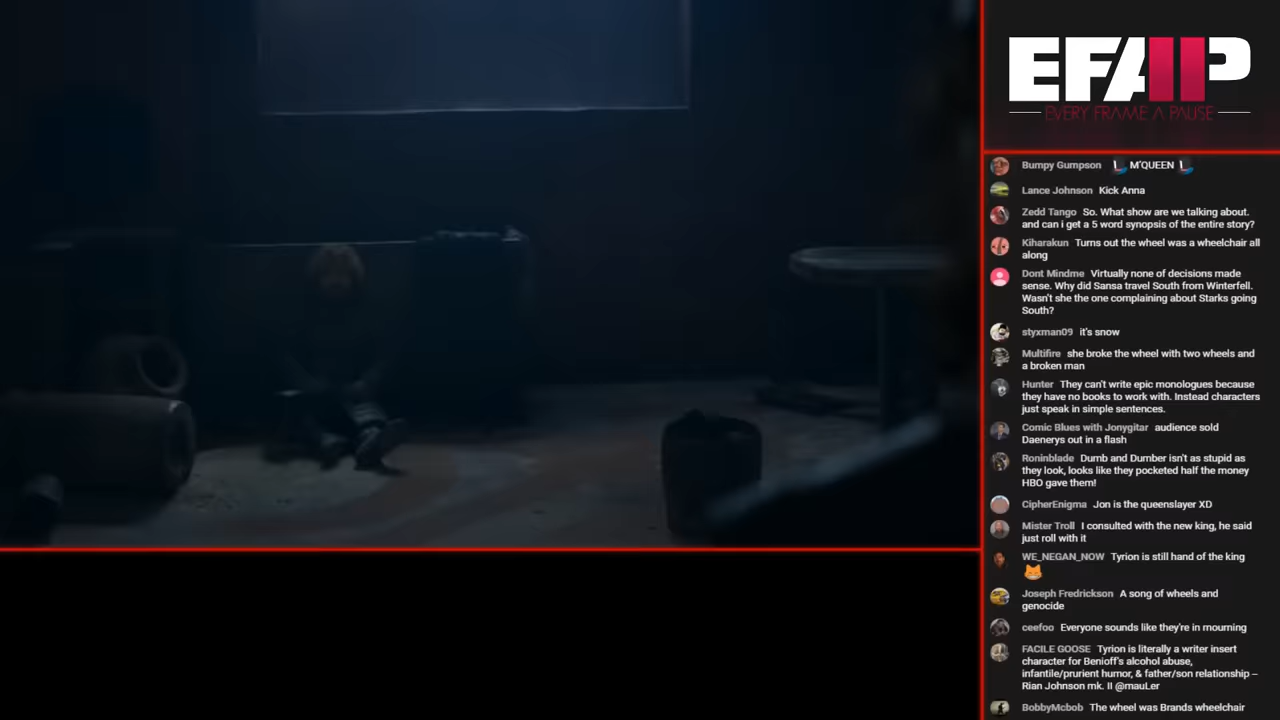 EFAP
EVERY FRAME A PAUSE
Bumpy Gumpson M'QUEEN
Lance Johnson Kick Anna
Zedd Tango So. What show are we talking about.
and can i get a 5 word synopsis of the entire story?
Kiharakun Turns out the wheel was a wheelchair all
along
Dont Mindme Virtually none of decisions made
sense. Why did Sansa travel South from Winterfell.
Wasn't she the one complaining about Starks going
South?
styxman09 it's snow
Multifire she broke the wheel with two wheels and
a broken man
Hunter They can't write epic monologues because
they have no books to work with. Instead characters
just speak in simple sentences.
Comic Blues with Jonygitar audience sold
Daenerys out in a flash
Roninblade Dumb and Dumber isn't as stupid as
they look, looks like they pocketed half the money
HBO gave them!
CipherEnigma Jon is the queenslayer XD
Mister Troll I consulted with the new king, he said
just roll with it
WE_NEGAN_NOW Tyrion is still hand of the king
Joseph Fredrickson A song of wheels and
genocide
ceefoo Everyone sounds like they're in mourning
FACILE GOOSE Tyrion is literally a writer insert
character for Benioff's alcohol abuse,
infantile/prurient humor, & father/son relationship –
Rian Johnson mk. II @mauLer
BobbyMcbob The wheel was Brands wheelchair